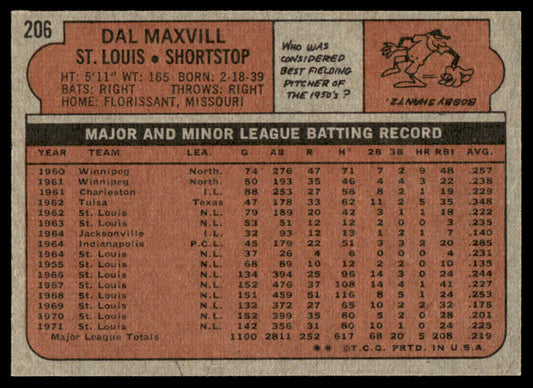 206
DAL MAXVILL
ST. LOUIS • SHORTSTOP
HT: 5'11" WT: 165 BORN: 2-18-39
BATS: RIGHT THROWS: RIGHT
HOME: FLORISSANT, MISSOURI
WHO WAS
CONSIDERED
BEST FIELDING
PITCHER OF
THE 1950'S?
BOBBY SHANTZ.
MAJOR AND MINOR LEAGUE BATTING RECORD
YEAR TEAM LEA. G AB R H 2B 3B HR RBI AVG.
1960 Winnipeg North. 74 276 47 71 7 2 9 48 .257
1961 Winnipeg North. 50 193 35 46 4 3 3 23 .238
1961 Charleston I.L. 88 253 27 56 8 2 1 19 .229
1962 Tulsa Texas 47 178 33 62 11 2 5 35 .348
1962 St. Louis N.L. 79 189 20 42 3 1 1 18 .222
1963 St. Louis N.L. 53 51 12 12 2 0 0 3 .235
1964 Jacksonville I.L. 32 93 13 13 2 1 1 7 .140
1964 Indianapolis P.C.L. 45 179 22 51 3 3 2 20 .285
1964 St. Louis N.L. 37 26 4 6 0 0 0 4 .231
1955 St. Louis N.L. 68 89 10 12 2 2 0 10 .135
1966 St. Louis N.L. 134 394 25 96 14 3 0 24 .244
1967 St. Louis N.L. 152 476 37 108 14 4 1 41 .227
1968 St. Louis N.L. 151 459 51 116 8 5 1 24 .253
1969 St. Louis N.L. 132 372 27 65 10 2 2 32 .175
1970 St. Louis N.L. 152 399 35 80 5 2 0 28 .201
1971 St. Louis N.L. 142 356 31 80 10 1 0 24 .225
Major League Totals 1100 2811 252 617 68 20 5 208 .219
* * ©T.C.G. PRTD. IN U.S.A.